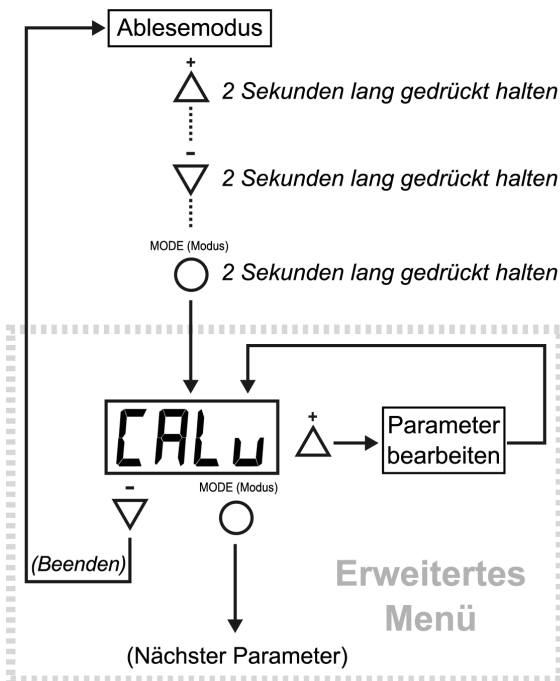 Ablesemodus
+
2 Sekunden lang gedrückt halten
-
2 Sekunden lang gedrückt halten
MODE (Modus)
2 Sekunden lang gedrückt halten
CALu
+
Parameter
bearbeiten
-
MODE (Modus)
(Beenden)
Erweitertes
Menü
(Nächster Parameter)